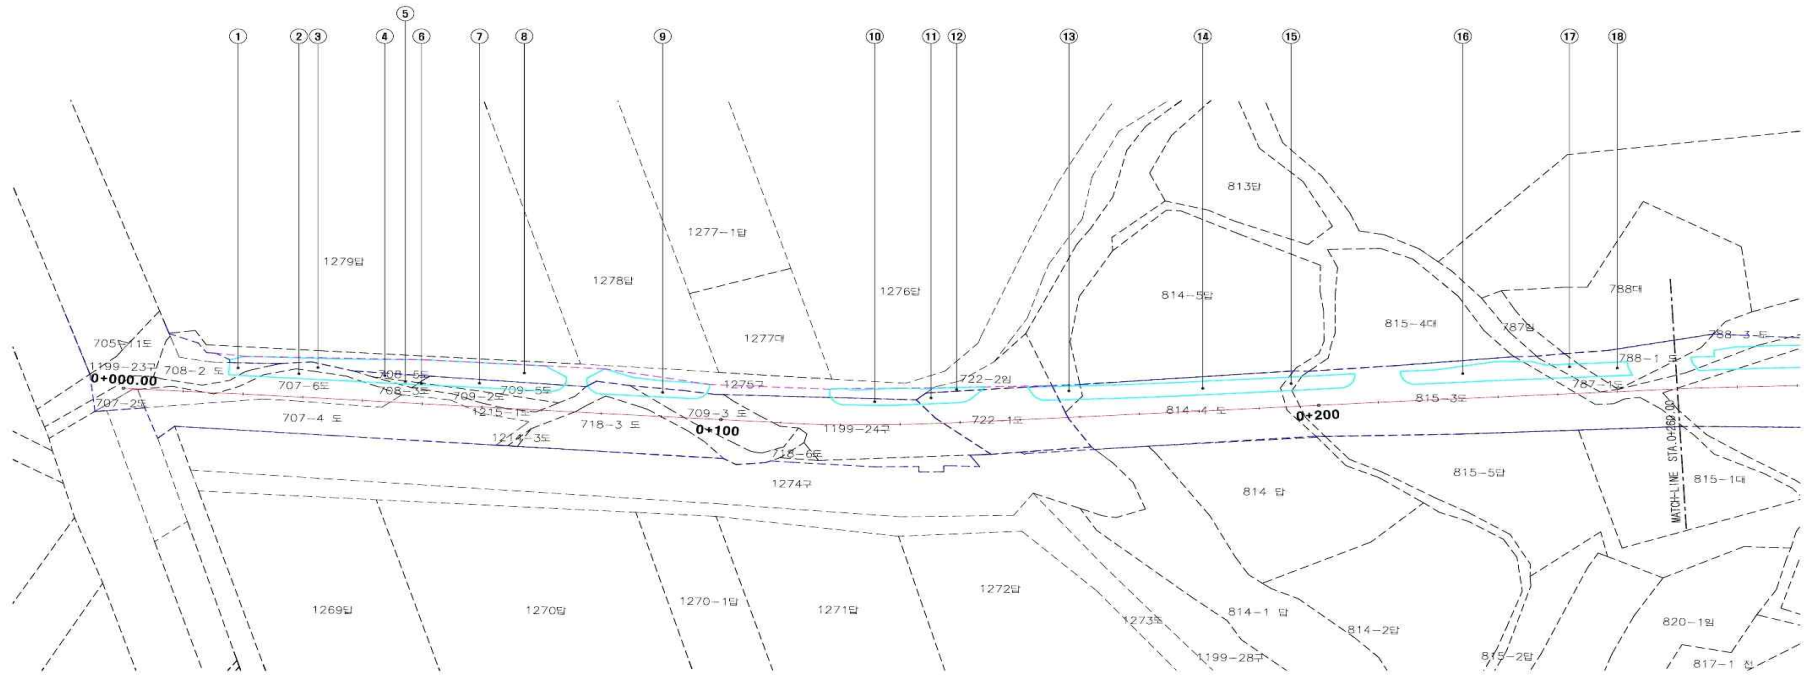 5
1 2 3 4 6 7 8 9 10 11 12 13 14 15 16 17 18
813답
1277-1답
1279답
1278답
1276답
814-5답
788대
815-4대
787임
1277대
788-3 도
705-1도
1199-23구
708-2 도
788-1 도
0+000.00
707-6도
708-5도
709-5도
1275구
722-2임
787-1도
709-2도
815-3도
707-2도
707-4 도
1215-1도
709-3 도
814-4 도
0+200
718-3 도
0+100
1199-24구
722-1도
1214-3도
718-6도
815-5답
815-1대
1274구
814 답
MATCH-LINE STA.0+260.00
1272답
1269답
1270답
1270-1답
1271답
1273도
814-1 답
814-2답
820-1임
1199-28구
815-2답
817-1 전